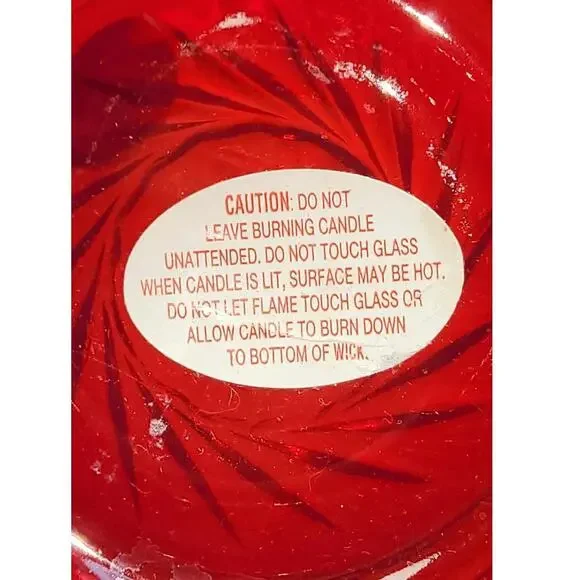 CAUTION: DO NOT
LEAVE BURNING CANDLE
UNATTENDED. DO NOT TOUCH GLASS
WHEN CANDLE IS LIT, SURFACE MAY BE HOT.
DO NOT LET FLAME TOUCH GLASS OR
ALLOW CANDLE TO BURN DOWN
TO BOTTOM OF WICK.